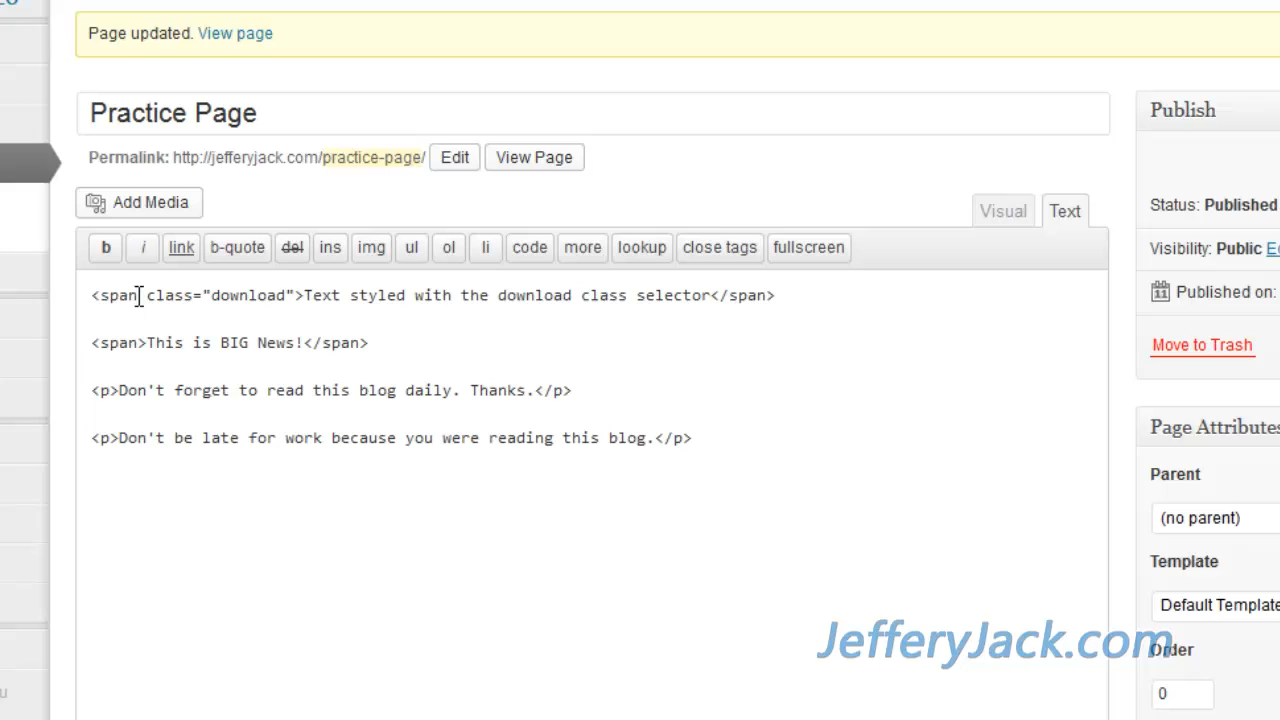 Page updated. View page
Practice Page
Permalink: http://jefferyjack.com/practice-page/ Edit View Page
Add Media
Visual Text
b i link b-quote del ins img ul ol li code more lookup close tags fullscreen
<span class="download">Text styled with the download class selector</span>
<span>This is BIG News!</span>
<p>Don't forget to read this blog daily. Thanks.</p>
<p>Don't be late for work because you were reading this blog.</p>
Publish
Status: Published
Visibility: Public
11 Published on:
Move to Trash
Page Attributes
Parent
(no parent)
Template
Default Template
Order
0
JefferyJack.com